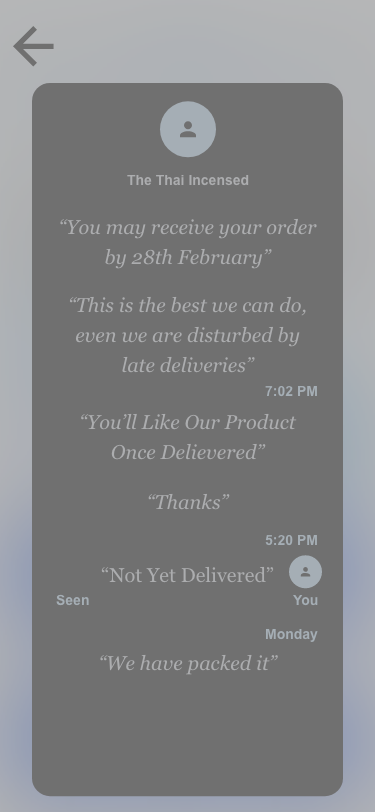 The Thai Incensed
“You may receive your order
by 28th February”
“This is the best we can do,
even we are disturbed by
late deliveries”
7:02 PM
“You’ll Like Our Product
Once Delievered”
“Thanks”
5:20 PM
“Not Yet Delivered”
Seen
You
Monday
“We have packed it”